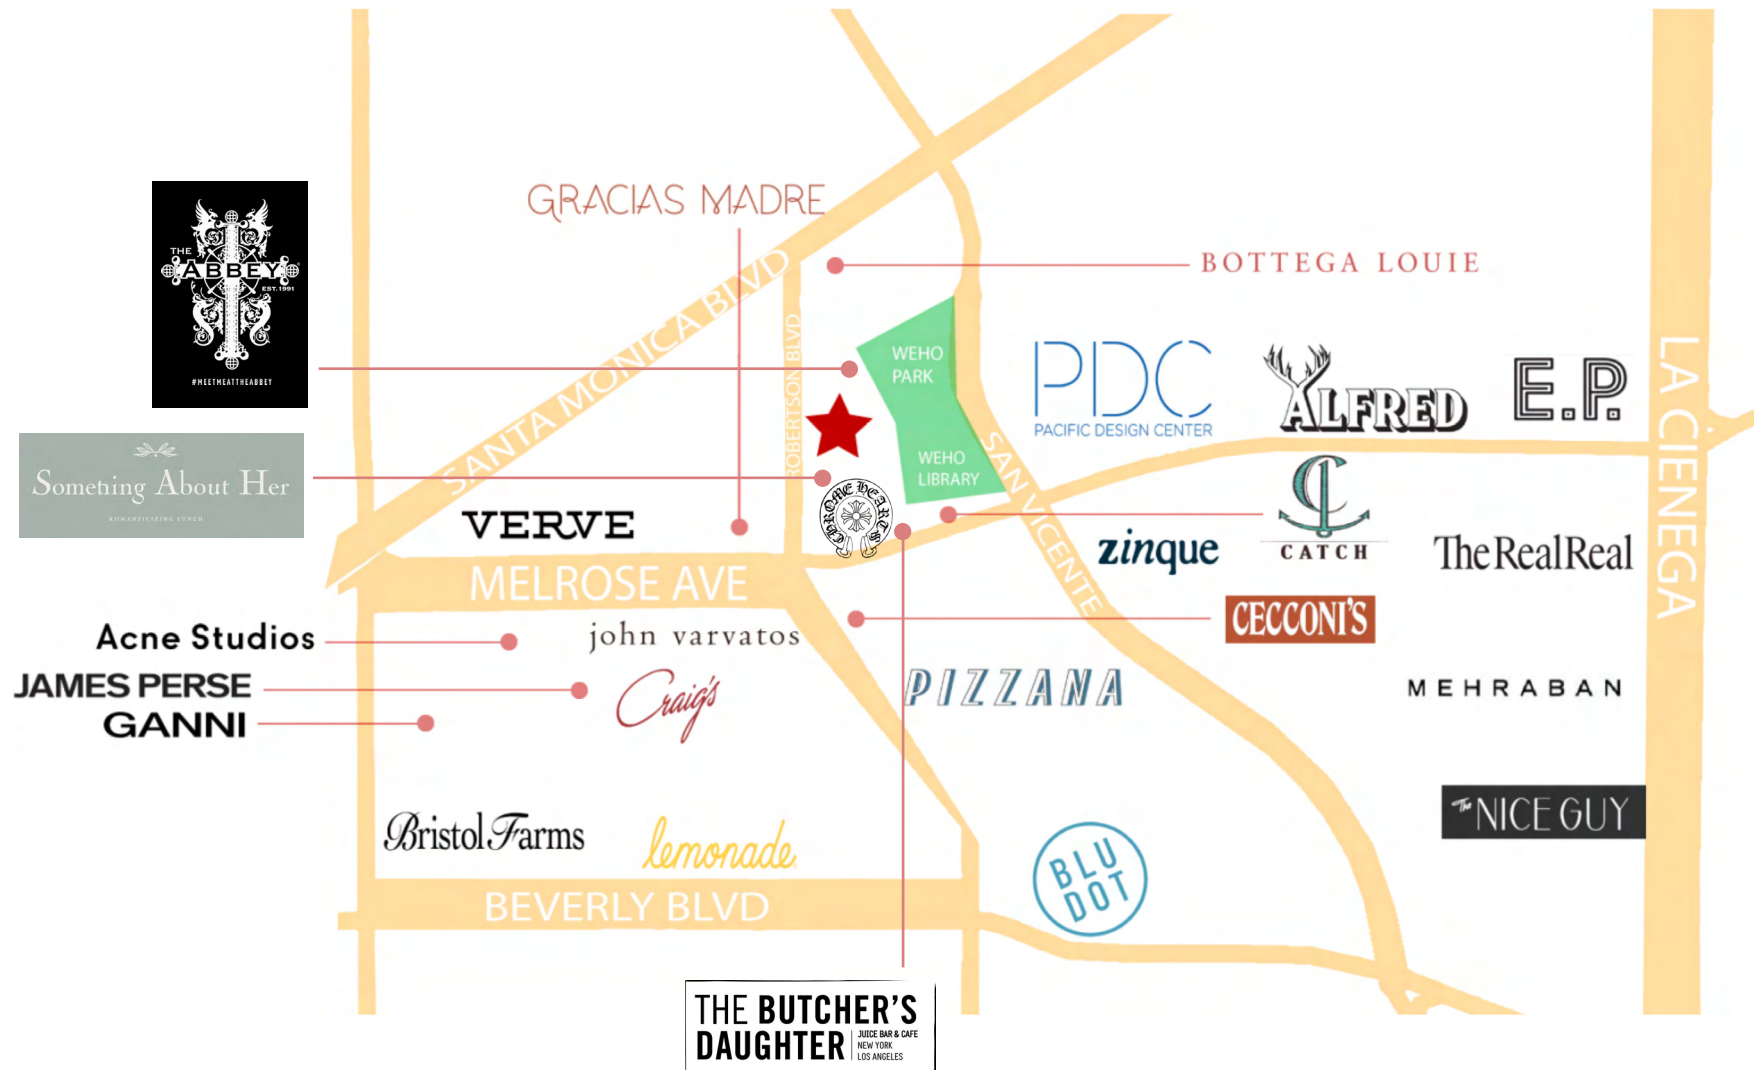 GRACIAS MADRE
THE
ABBEY
EST. 1991
#MEETMEATTHEABBEY
BOTTEGA LOUIE
SANTA MONICA BLVD
ROBERTSON BLVD
WEHO
PARK
PDC
PACIFIC DESIGN CENTER
ALFRED
E.P.
LA CIENEGA
Something About Her
ROMANTICIZING LUNCH
WEHO
LIBRARY
SAN VICENTE
CHROME HEARTS
VERVE
zinque
CATCH
TheRealReal
MELROSE AVE
CECCONI'S
Acne Studios
john varvatos
JAMES PERSE
Craig's
PIZZANA
MEHRABAN
GANNI
The NICE GUY
Bristol Farms
lemonade
BLU
DOT
BEVERLY BLVD
THE BUTCHER'S
DAUGHTER
JUICE BAR & CAFE
NEW YORK
LOS ANGELES